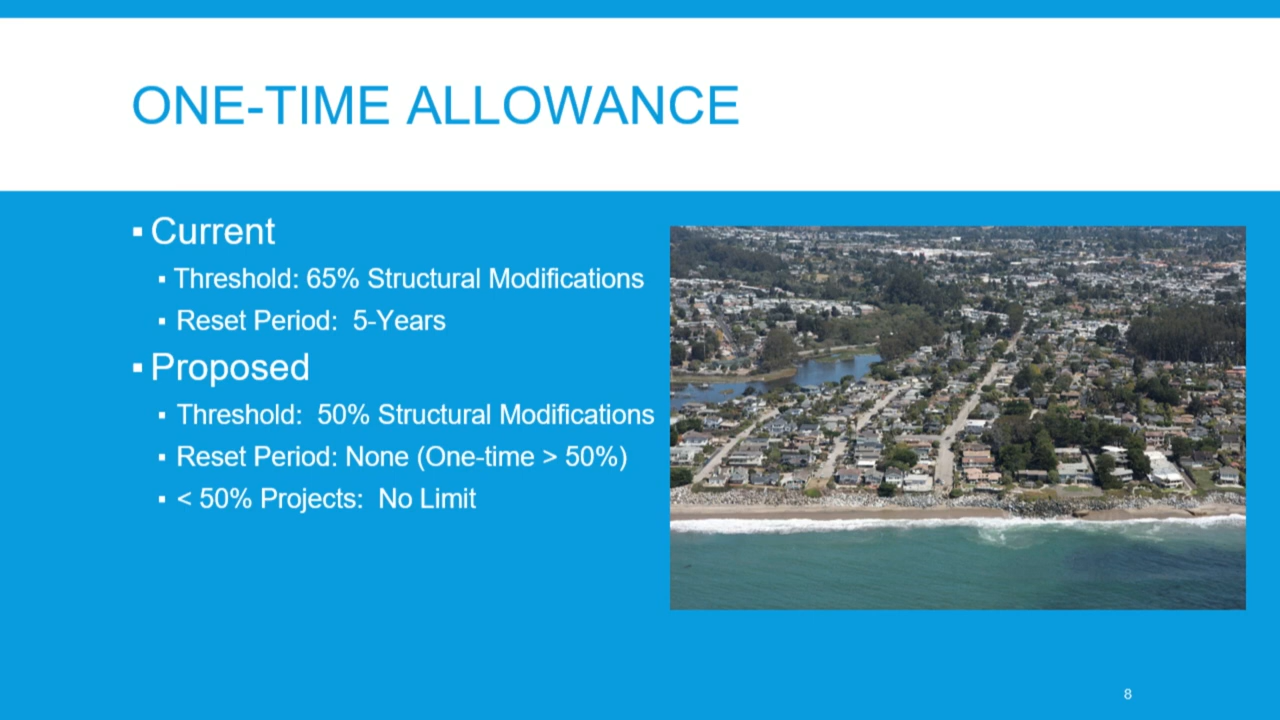 ONE-TIME ALLOWANCE
▪ Current
▪ Threshold: 65% Structural Modifications
▪ Reset Period:  5-Years
▪ Proposed
▪ Threshold:  50% Structural Modifications
▪ Reset Period: None (One-time > 50%)
▪ < 50% Projects:  No Limit
8